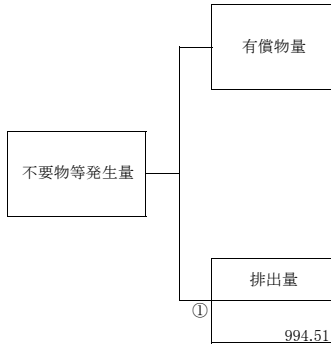 有償物量
不要物等発生量
排出量
①
994.51